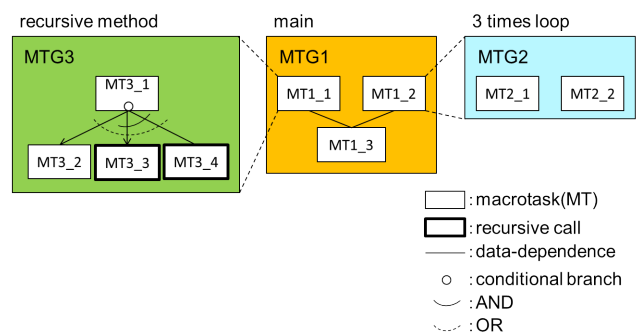 recursive method
main
3 times loop
MTG3
MTG1
MTG2
MT3_1
MT1_1
MT1_2
MT2_1
MT2_2
MT1_3
MT3_2
MT3_3
MT3_4
: macrotask(MT)
: recursive call
: data-dependence
: conditional branch
: AND
: OR